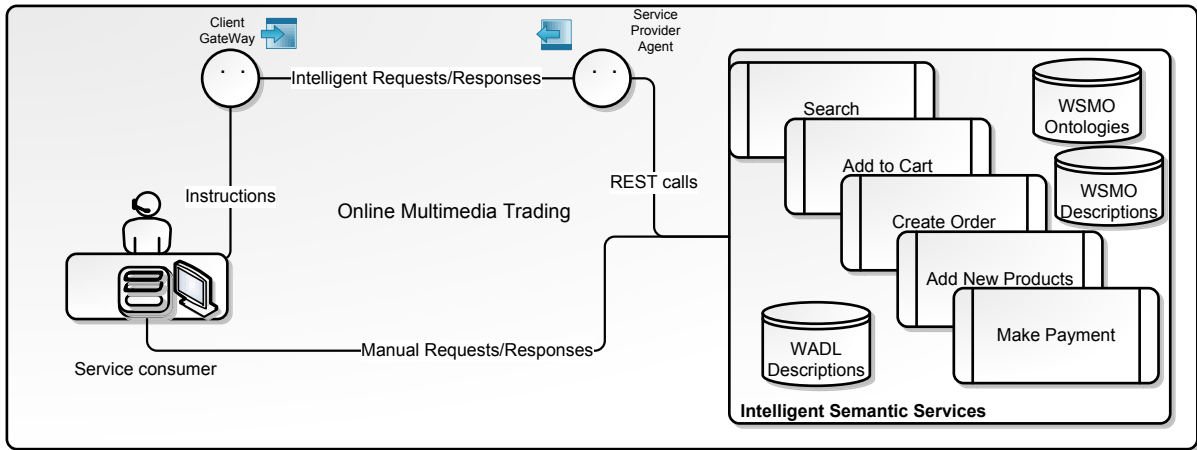 Client
GateWay
Service
Provider
Agent
Intelligent Requests/Responses
Search
WSMO
Ontologies
Add to Cart
REST calls
WSMO
Descriptions
Instructions
Online Multimedia Trading
Create Order
Add New Products
Make Payment
Manual Requests/Responses
WADL
Descriptions
Service consumer
Intelligent Semantic Services